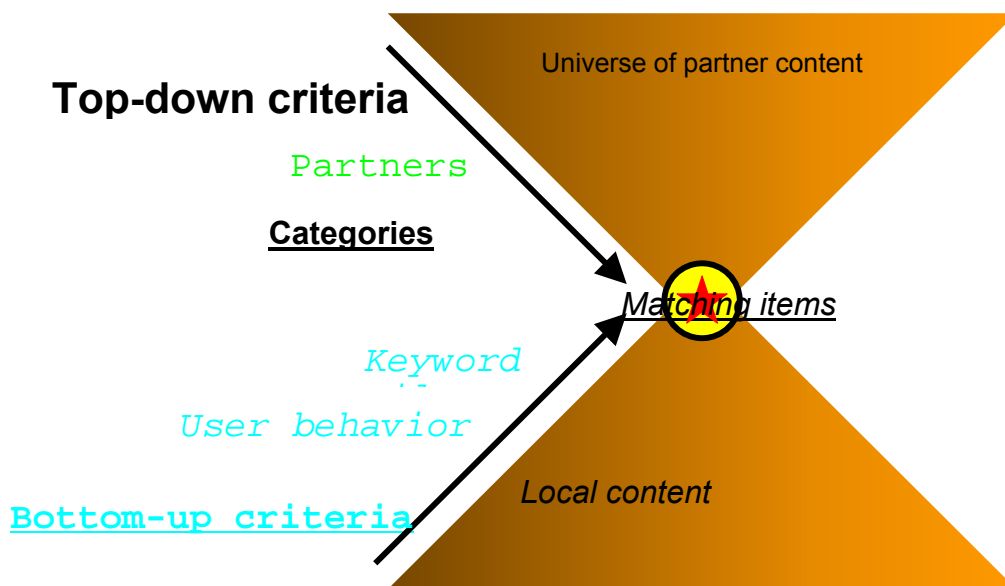 Universe of partner content
Top-down criteria
Partners
Categories
Matching items
Keyword
User behavior
Local content
Bottom-up criteria